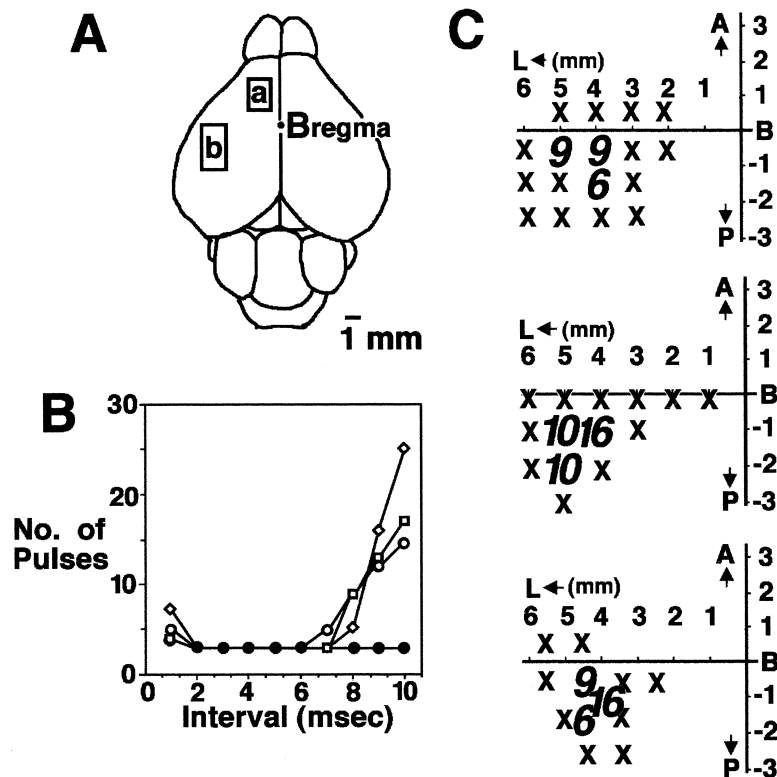 A
a
b
Bregma
1 mm
B
30
20
10
0
No. of
Pulses
0 2 4 6 8 10
Interval (msec)
C
A
3
2
1
B
-1
-2
-3
P
L (mm)
6 5 4 3 2 1
X X X X
X 9 9 X X
X X 6 X
X X X X
A
3
2
1
B
-1
-2
-3
P
L (mm)
6 5 4 3 2 1
X X X X X X
X 10 16 X
X 10 X
X
A
3
2
1
B
-1
-2
-3
P
L (mm)
6 5 4 3 2 1
X X
X 9 X X
16
X 6 X
X X